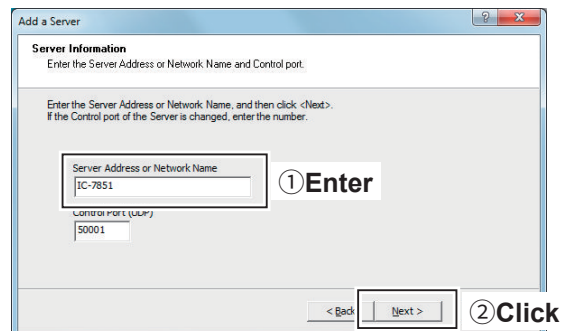 Add a Server
Server Information
Enter the Server Address or Network Name and Control port.
Enter the Server Address or Network Name, and then click <Next>.
If the Control port of the Server is changed, enter the number.
Server Address or Network Name
IC-7851
①Enter
Control Port (UDP)
50001
< Back
Next >
②Click